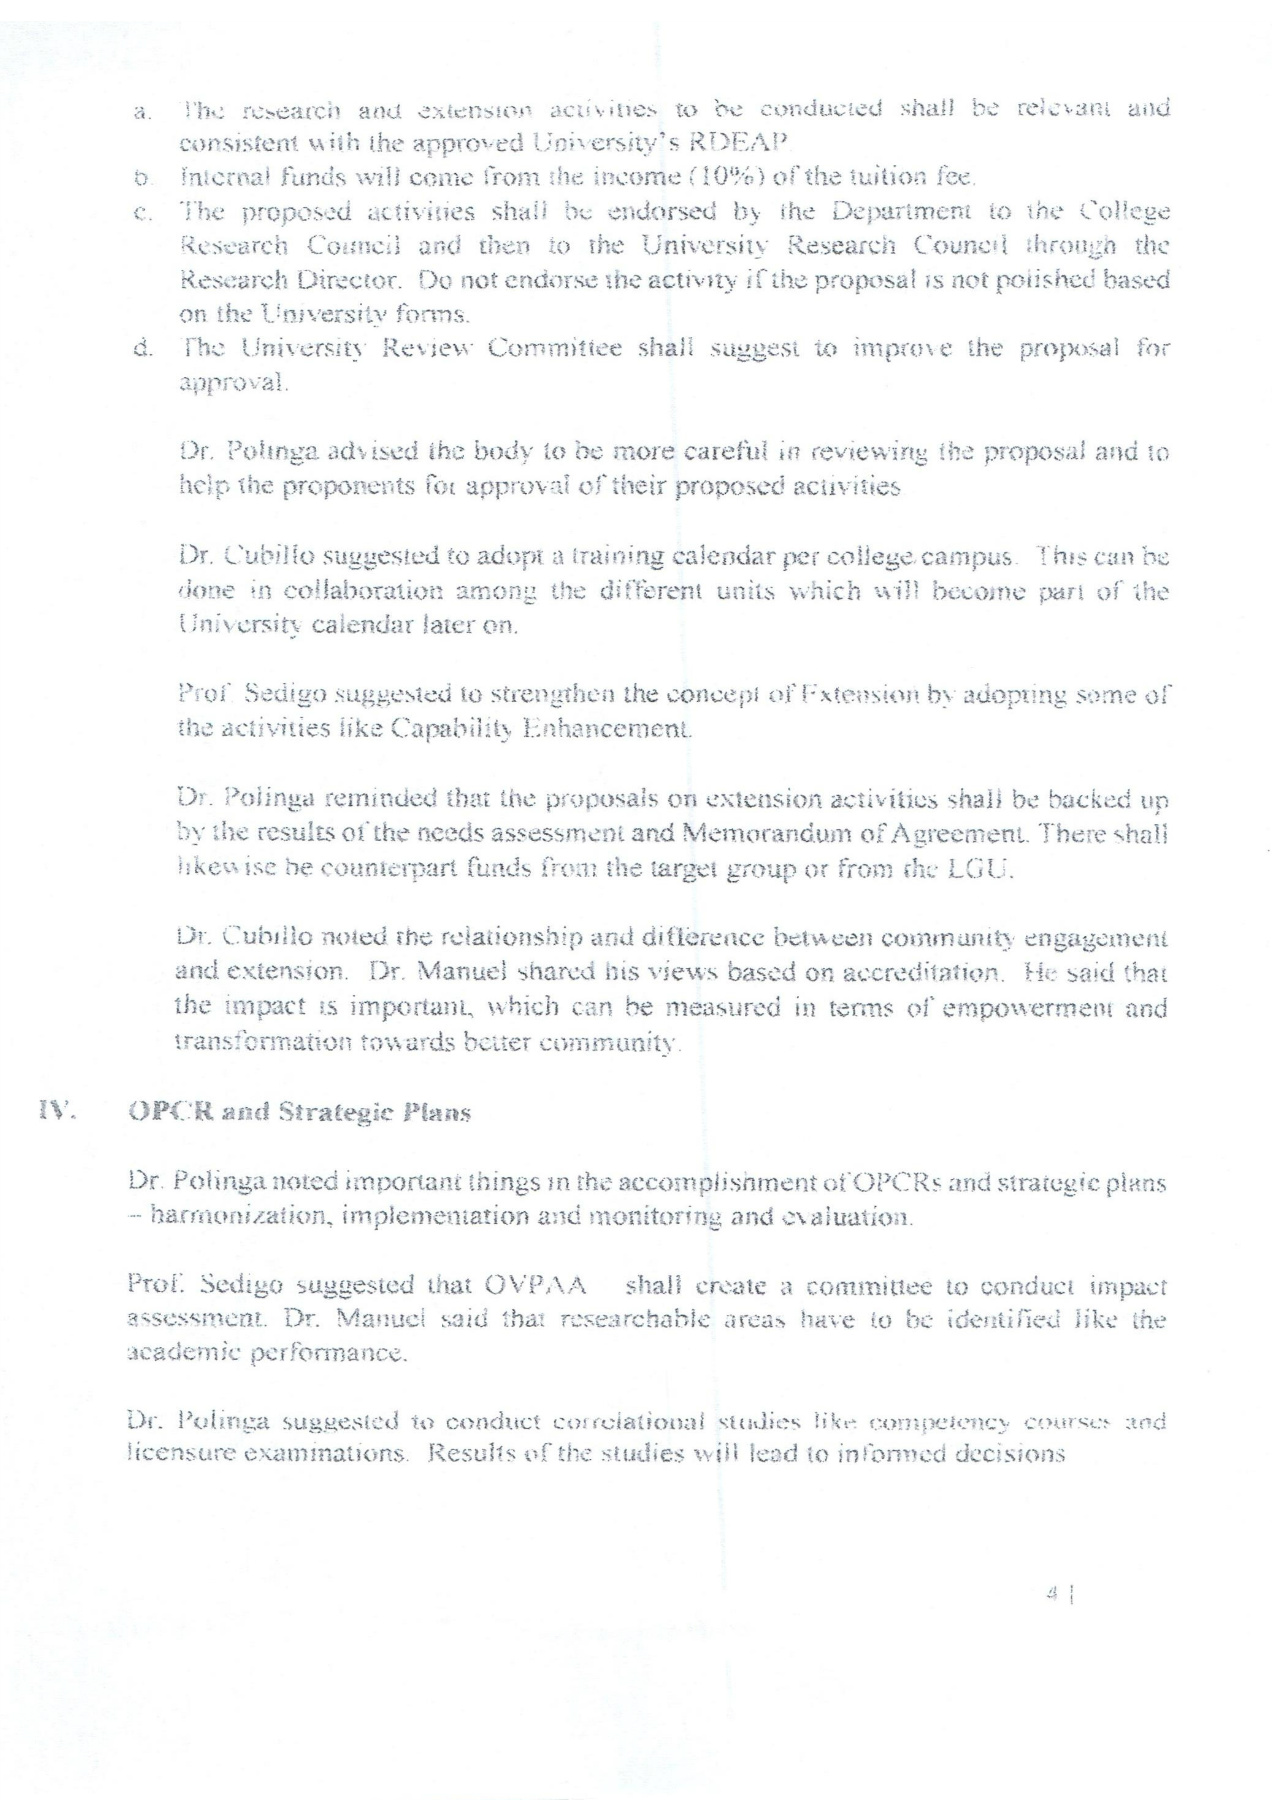 a. The research and extension activities to be conducted shall be relevant and
consistent with the approved University's RDEAP
b. Internal funds will come from the income (10%) of the tuition fee.
c. The proposed activities shall be endorsed by the Department to the College
Research Council and then to the University Research Council through the
Research Director. Do not endorse the activity if the proposal is not polished based
on the University forms.
d. The University Review Committee shall suggest to improve the proposal for
approval.
Dr. Polinga advised the body to be more careful in reviewing the proposal and to
help the proponents for approval of their proposed activities
Dr. Cubillo suggested to adopt a training calendar per college/campus. This can be
done in collaboration among the different units which will become part of the
University calendar later on.
Prof Sedigo suggested to strengthen the concept of Extension by adopting some of
the activities like Capability Enhancement.
Dr. Polinga reminded that the proposals on extension activities shall be backed up
by the results of the needs assessment and Memorandum of Agreement. There shall
likewise be counterpart funds from the target group or from the LGU.
Dr. Cubillo noted the relationship and difference between community engagement
and extension. Dr. Manuel shared his views based on accreditation. He said that
the impact is important, which can be measured in terms of empowerment and
transformation towards better community.
IV. OPCR and Strategic Plans
Dr. Polinga noted important things in the accomplishment of OPCRs and strategic plans
– harmonization, implementation and monitoring and evaluation.
Prof. Sedigo suggested that OVPAA shall create a committee to conduct impact
assessment. Dr. Manuel said that researchable areas have to be identified like the
academic performance.
Dr. Polinga suggested to conduct correlational studies like competency courses and
licensure examinations. Results of the studies will lead to informed decisions
4 |